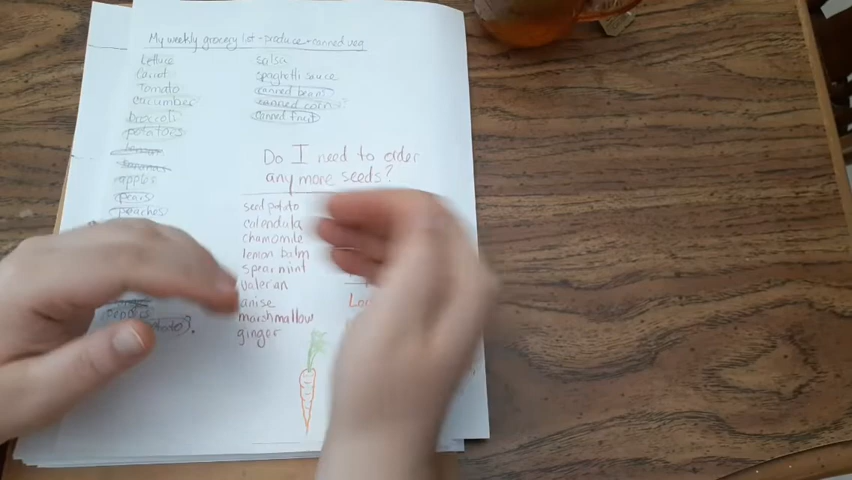 My weekly grocery list - produce + canned veg
lettuce
carrot
Tomato
cucumber
broccoli
potatoes
bananas
apples
pears
peaches
salsa
spaghetti sauce
canned beans
canned corn?
canned fruit
Do I need to order
any more seeds?
seed potato
calendula
chamomile
lemon balm
spearmint
valerian
anise
marshmallow
ginger